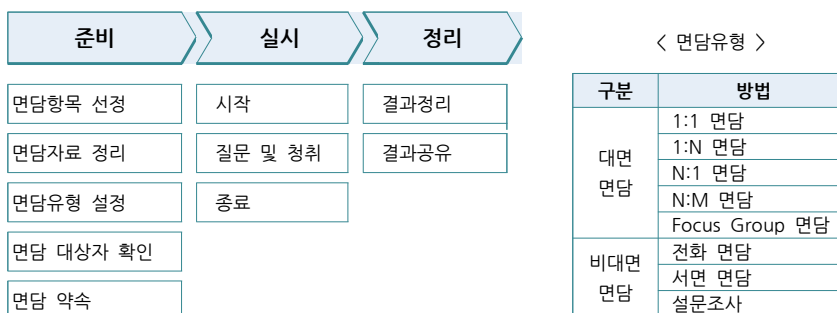 준비 실시 정리
면담항목 선정
면담자료 정리
면담유형 설정
면담 대상자 확인
면담 약속
시작
질문 및 청취
종료
결과정리
결과공유
< 면담유형 >
구분 방법
대면
면담
1:1 면담
1:N 면담
N:1 면담
N:M 면담
Focus Group 면담
비대면
면담
전화 면담
서면 면담
설문조사